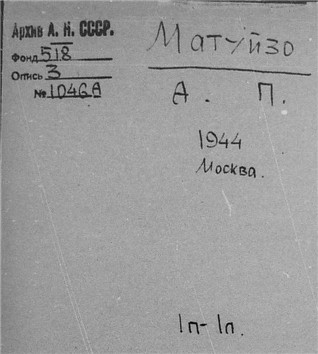 Архив А. Н. СССР.
Фонд 518
Опись 3
№ 1046А
Матуйзо
А. П.
1944
Москва.
1п-1п.